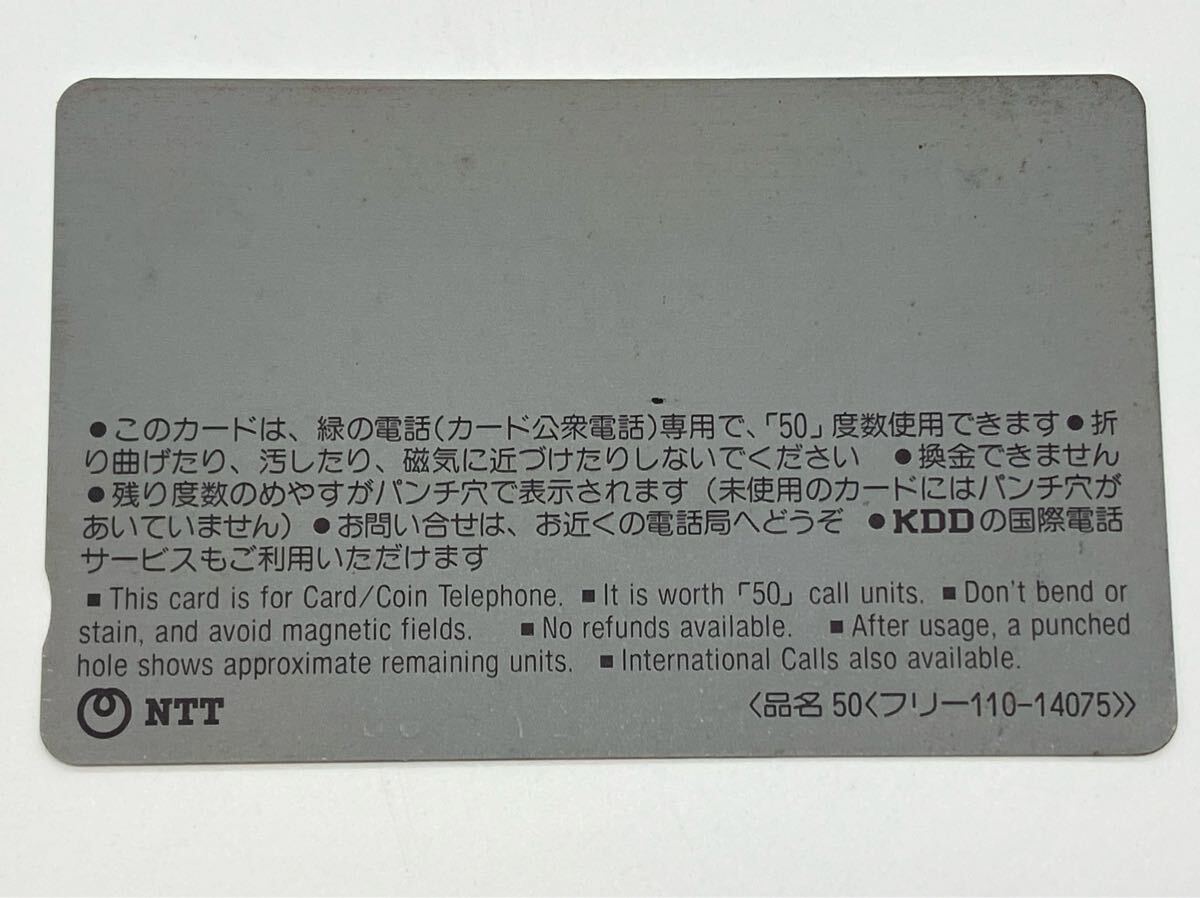 ●このカードは、緑の電話(カード公衆電話)専用で、「50」度数使用できます●折
り曲げたり、汚したり、磁気に近づけたりしないでください ●換金できません
●残り度数のめやすがパンチ穴で表示されます(未使用のカードにはパンチ穴が
あいていません)●お問い合せは、お近くの電話局へどうぞ ●KDDの国際電話
サービスもご利用いただけます
■This card is for Card/Coin Telephone. ■It is worth「50」call units. ■Don't bend or
stain, and avoid magnetic fields. ■No refunds available. ■After usage, a punched
hole shows approximate remaining units. ■International Calls also available.
NTT 〈品名 50〈フリー110-14075〉〉